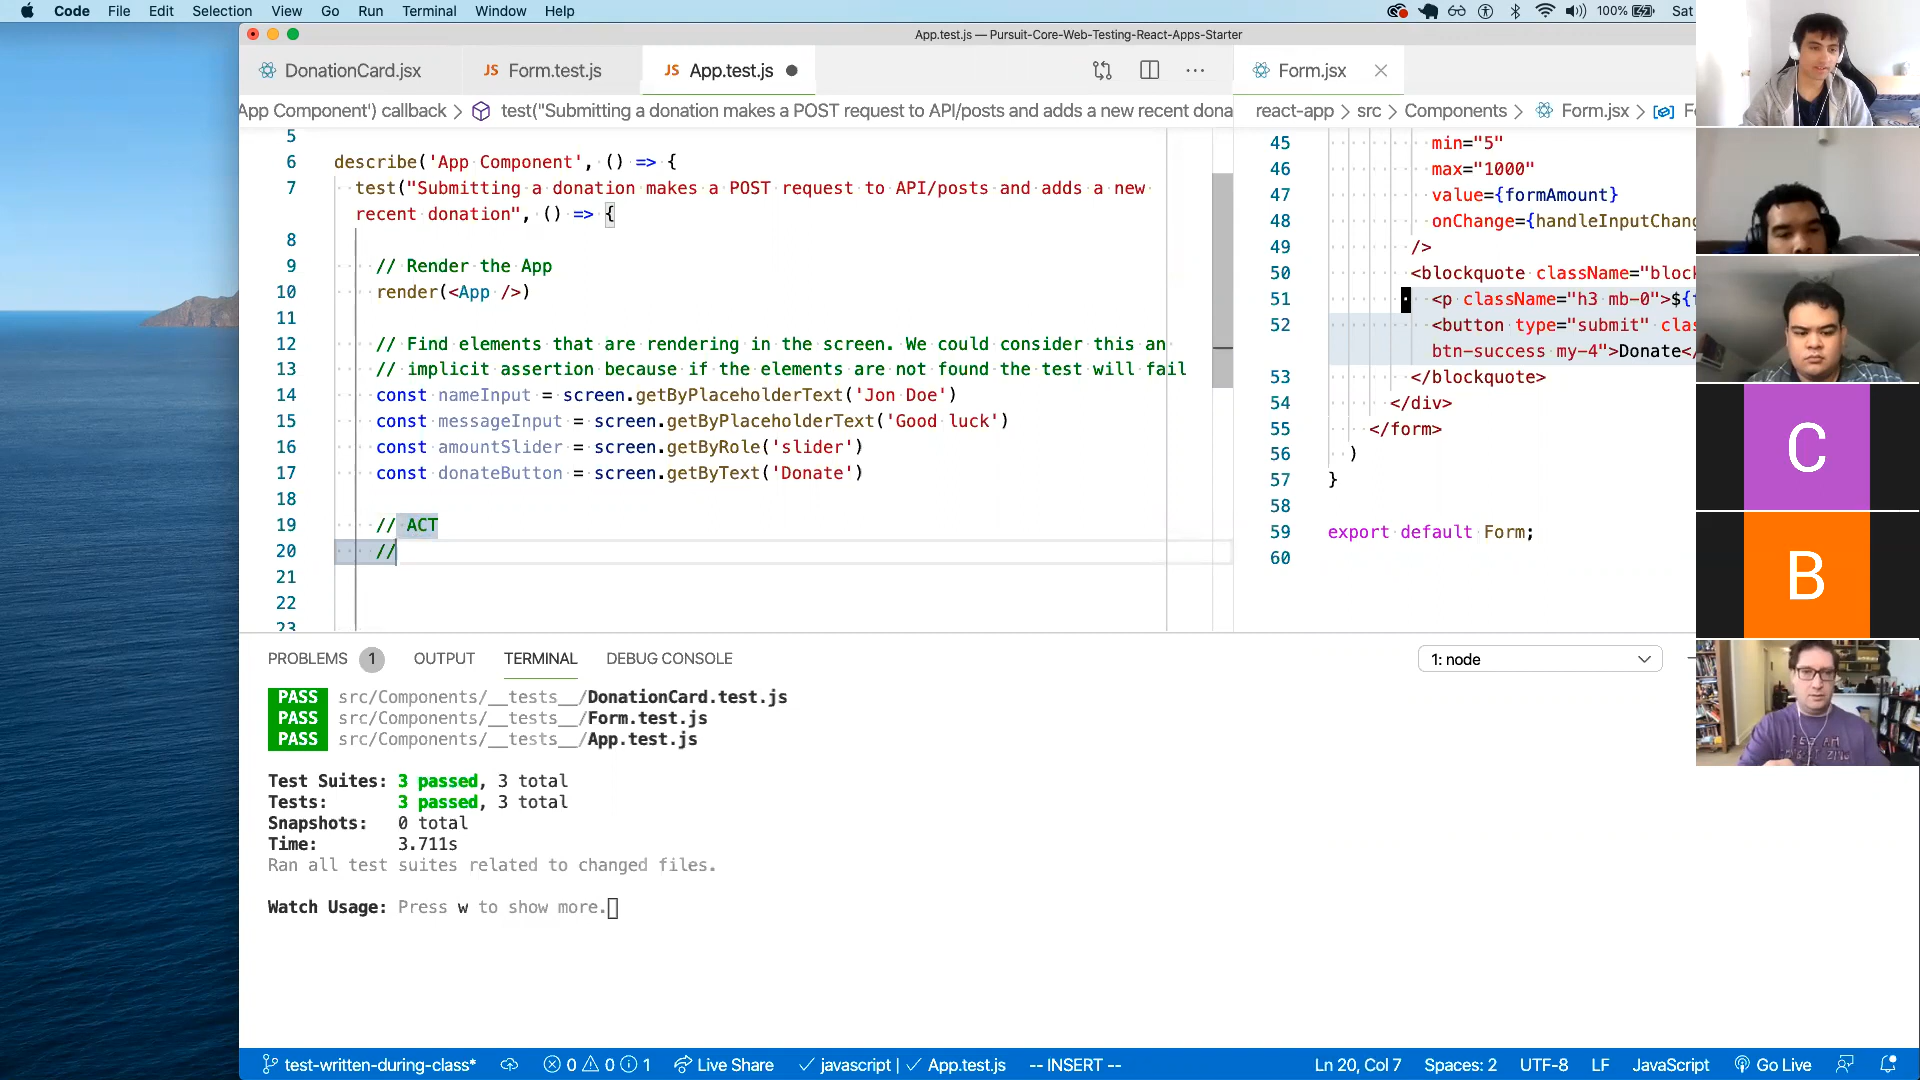 Code File Edit Selection View Go Run Terminal Window Help
100% Sat
App.test.js — Pursuit-Core-Web-Testing-React-Apps-Starter
DonationCard.jsx
JS Form.test.js
JS App.test.js
Form.jsx
App Component') callback > test("Submitting a donation makes a POST request to API/posts and adds a new recent dona
react-app > src > Components > Form.jsx >
5
6 describe('App Component', () => {
7 test("Submitting a donation makes a POST request to API/posts and adds a new
recent donation", () => {
8
9 // Render the App
10 render(<App />)
11
12 // Find elements that are rendering in the screen. We could consider this an
13 // implicit assertion because if the elements are not found the test will fail
14 const nameInput = screen.getByPlaceholderText('Jon Doe')
15 const messageInput = screen.getByPlaceholderText('Good luck')
16 const amountSlider = screen.getByRole('slider')
17 const donateButton = screen.getByText('Donate')
18
19 // ACT
20 //
21
22
23
45 min="5"
46 max="1000"
47 value={formAmount}
48 onChange={handleInputChan
49 />
50 <blockquote className="bloc
51 <p className="h3 mb-0">${
52 <button type="submit" clas
btn-success my-4">Donate</
53 </blockquote>
54 </div>
55 </form>
56 )
57 }
58
59 export default Form;
60
PROBLEMS 1 OUTPUT TERMINAL DEBUG CONSOLE
1: node
PASS src/Components/__tests__/DonationCard.test.js
PASS src/Components/__tests__/Form.test.js
PASS src/Components/__tests__/App.test.js
Test Suites: 3 passed, 3 total
Tests: 3 passed, 3 total
Snapshots: 0 total
Time: 3.711s
Ran all test suites related to changed files.
Watch Usage: Press w to show more.
C
B
test-written-during-class* 0 0 1 Live Share javascript | App.test.js -- INSERT -- Ln 20, Col 7 Spaces: 2 UTF-8 LF JavaScript Go Live